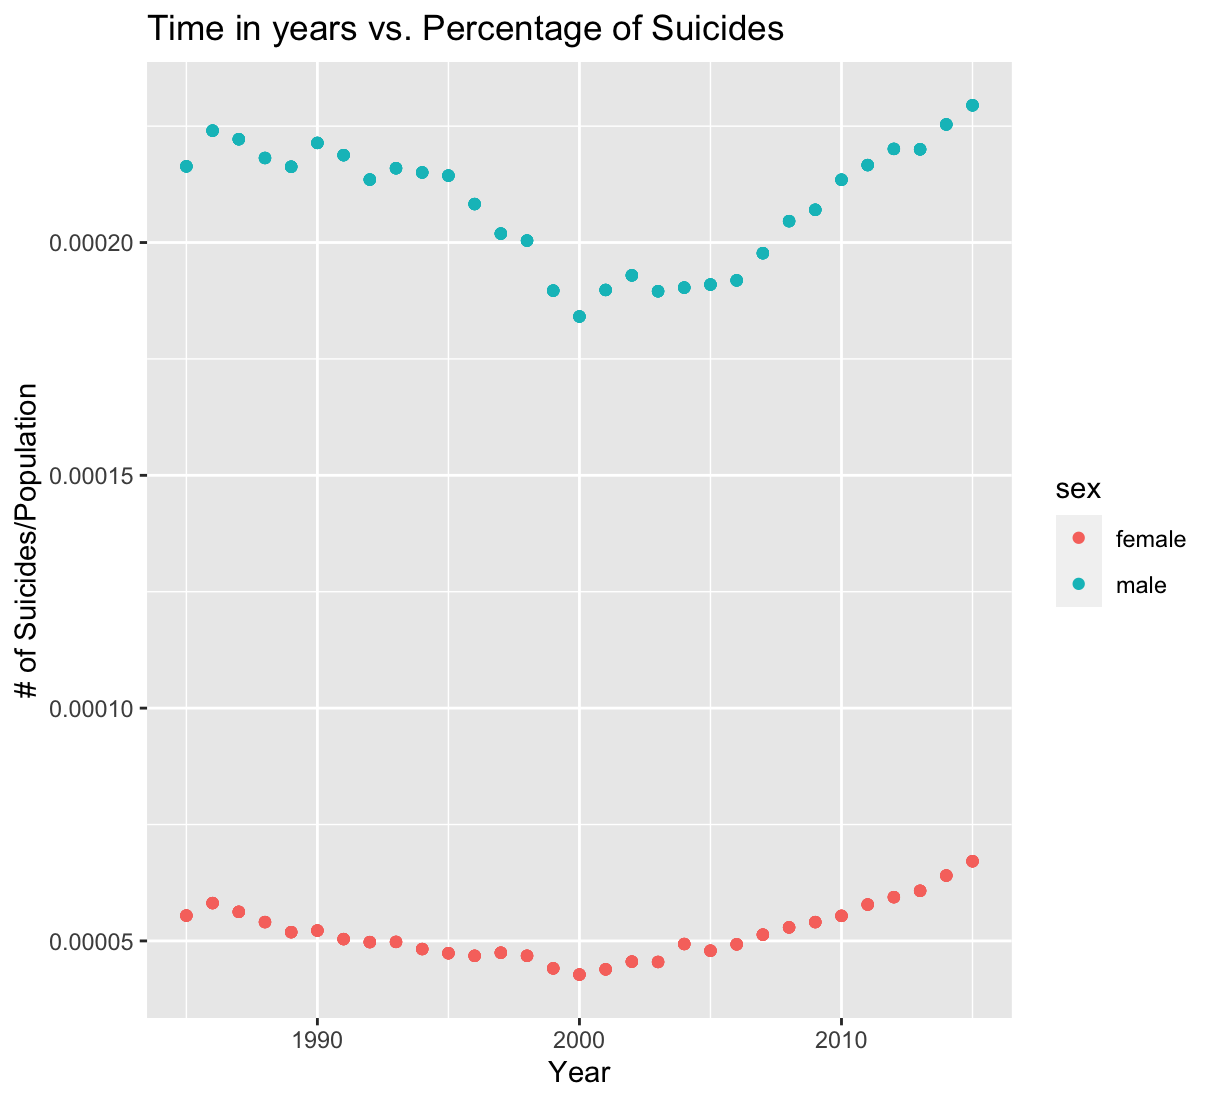 Time in years vs. Percentage of Suicides
# of Suicides/Population
0.00020
0.00015
0.00010
0.00005
1990
2000
2010
Year
sex
female
male